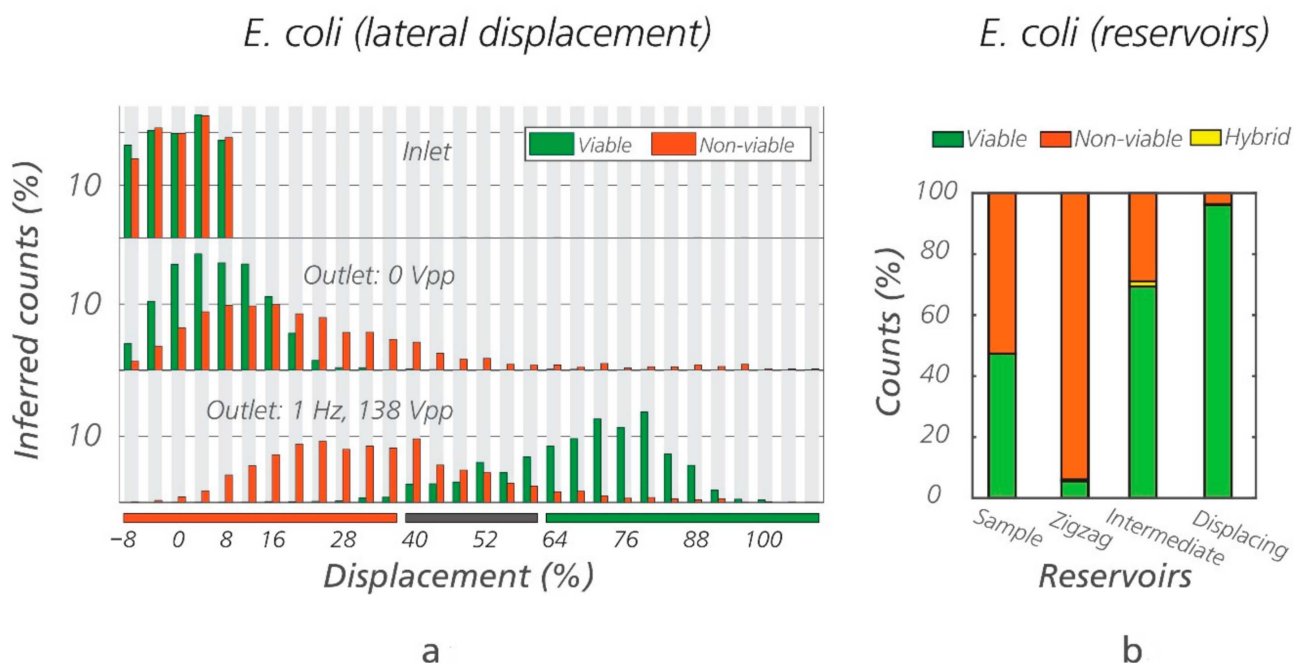 E. coli (lateral displacement)
E. coli (reservoirs)
Inferred counts (%)
Viable Non-viable
Inlet
10
Outlet: 0 Vpp
10
Outlet: 1 Hz, 138 Vpp
10
−8 0 8 16 28 40 52 64 76 88 100
Displacement (%)
a
Viable Non-viable Hybrid
Counts (%)
100
80
60
40
20
0
Sample Zigzag Intermediate Displacing
Reservoirs
b